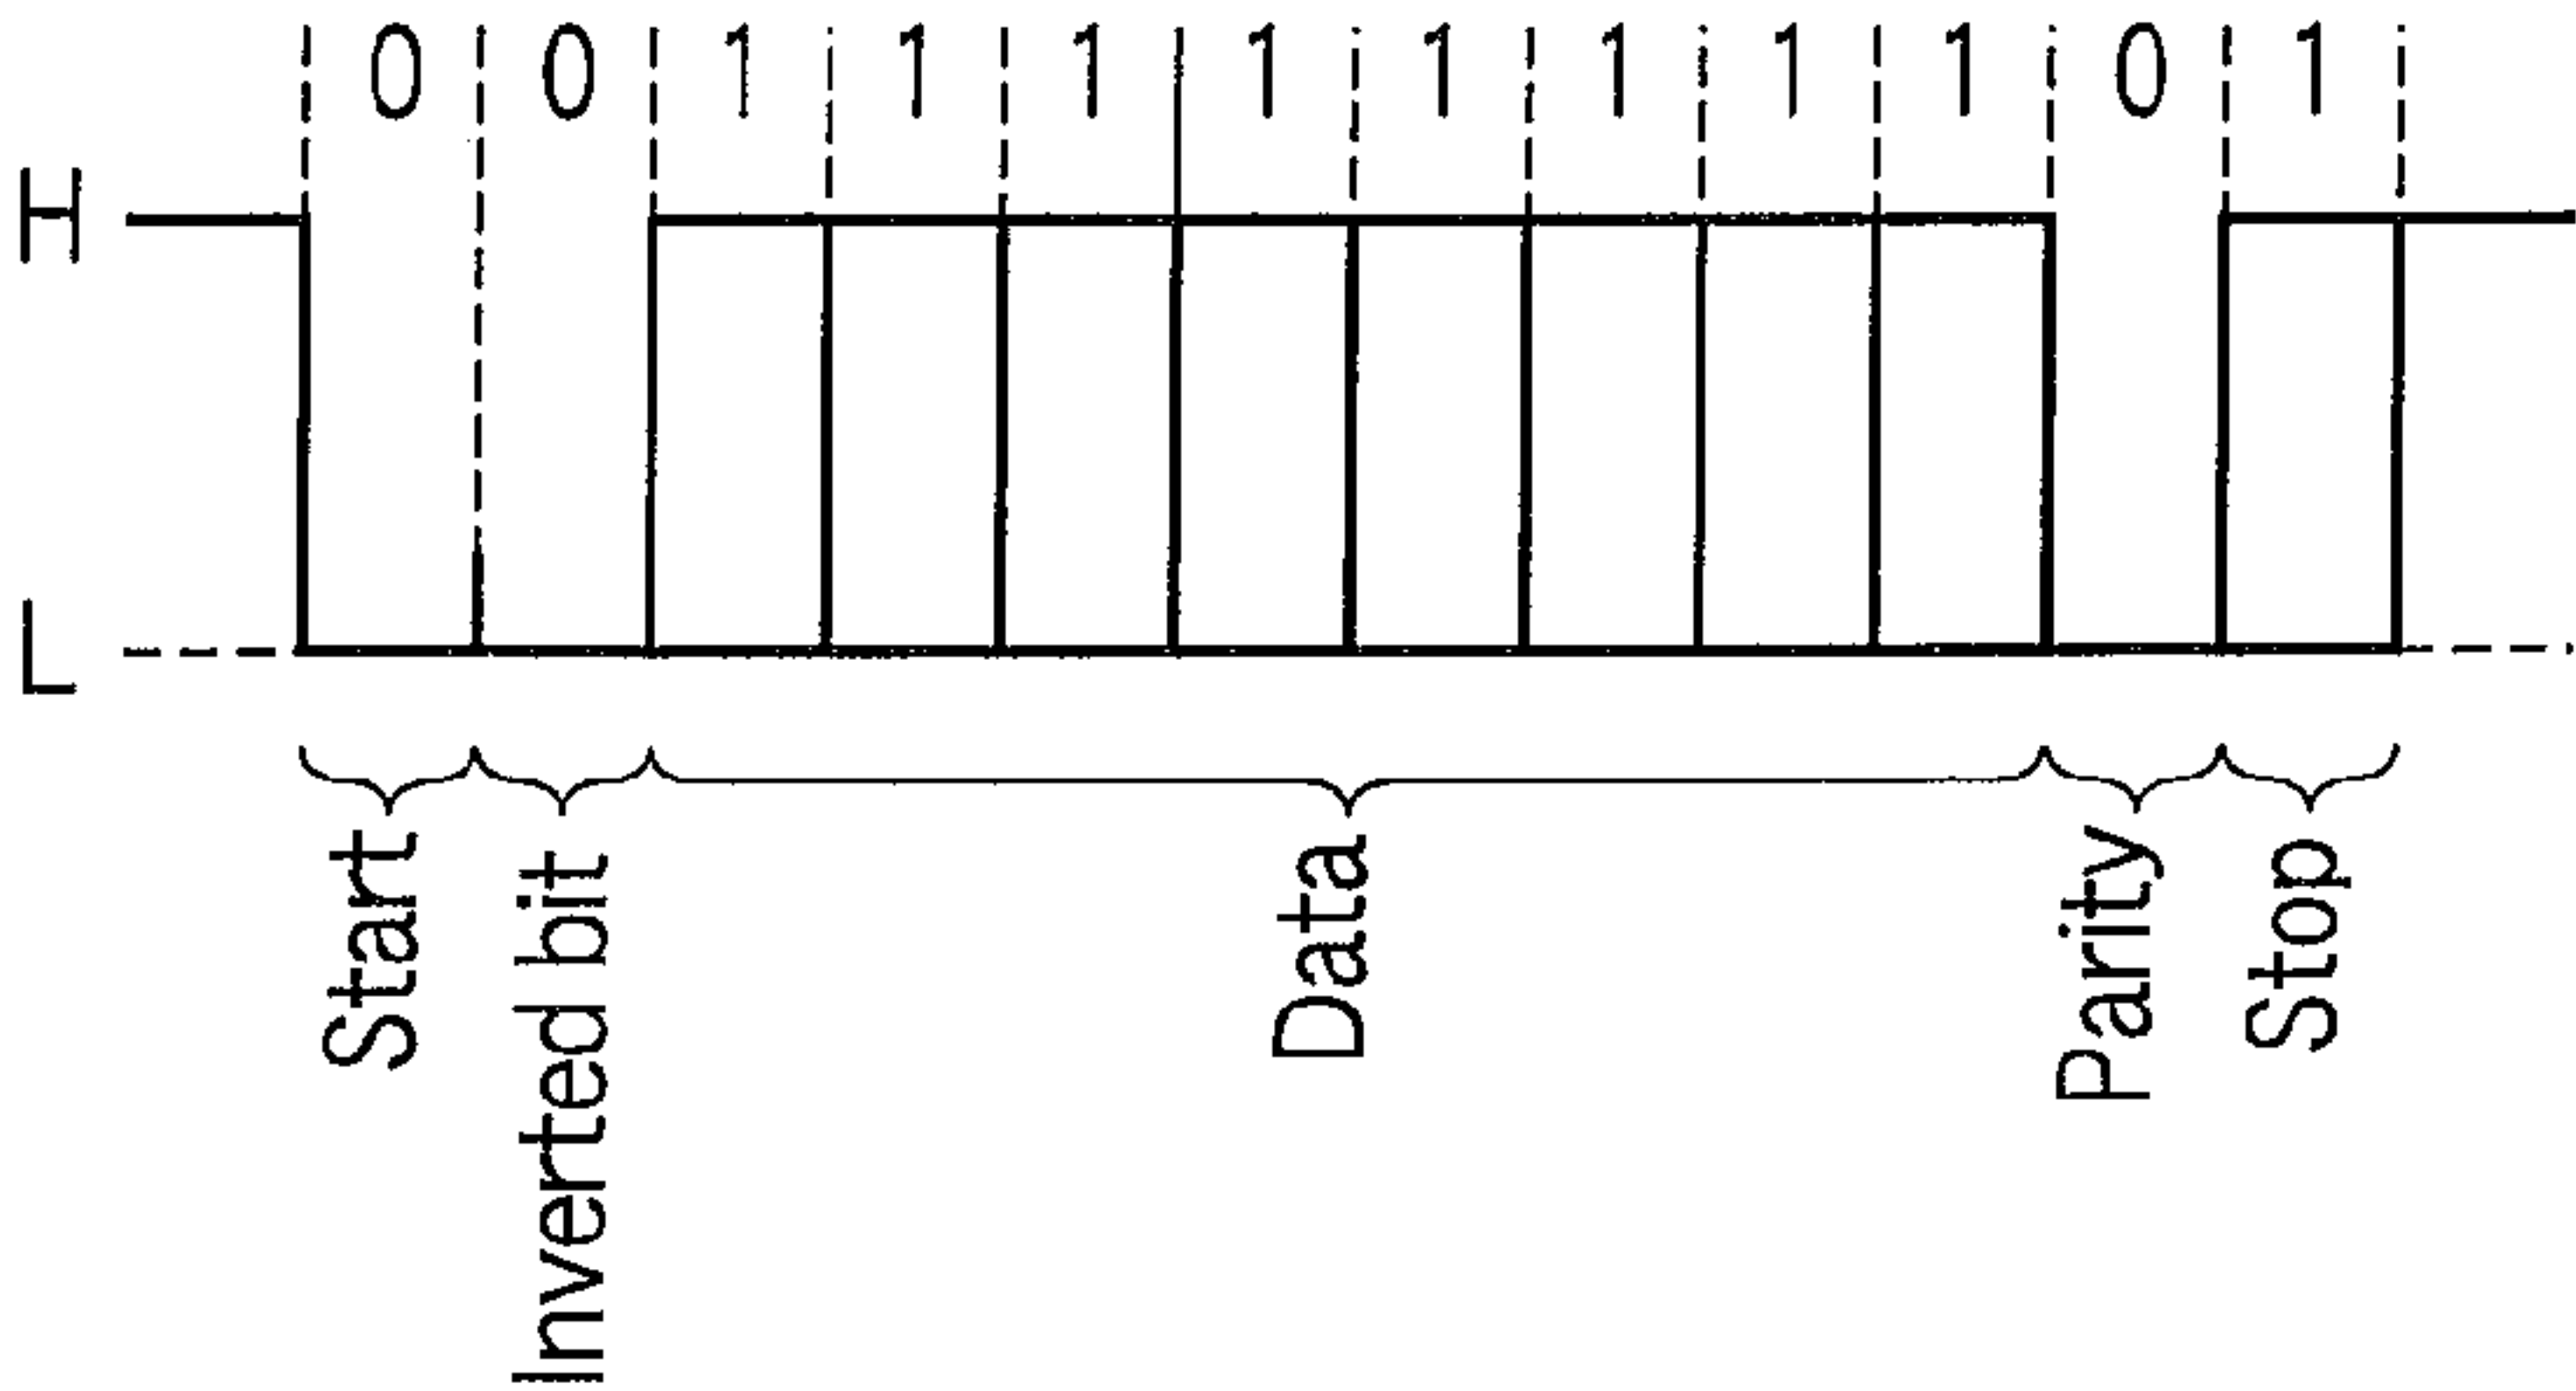 0 0 1 1 1 1 1 1 1 1 0 1
H
L
Start
Inverted bit
Data
Parity
Stop